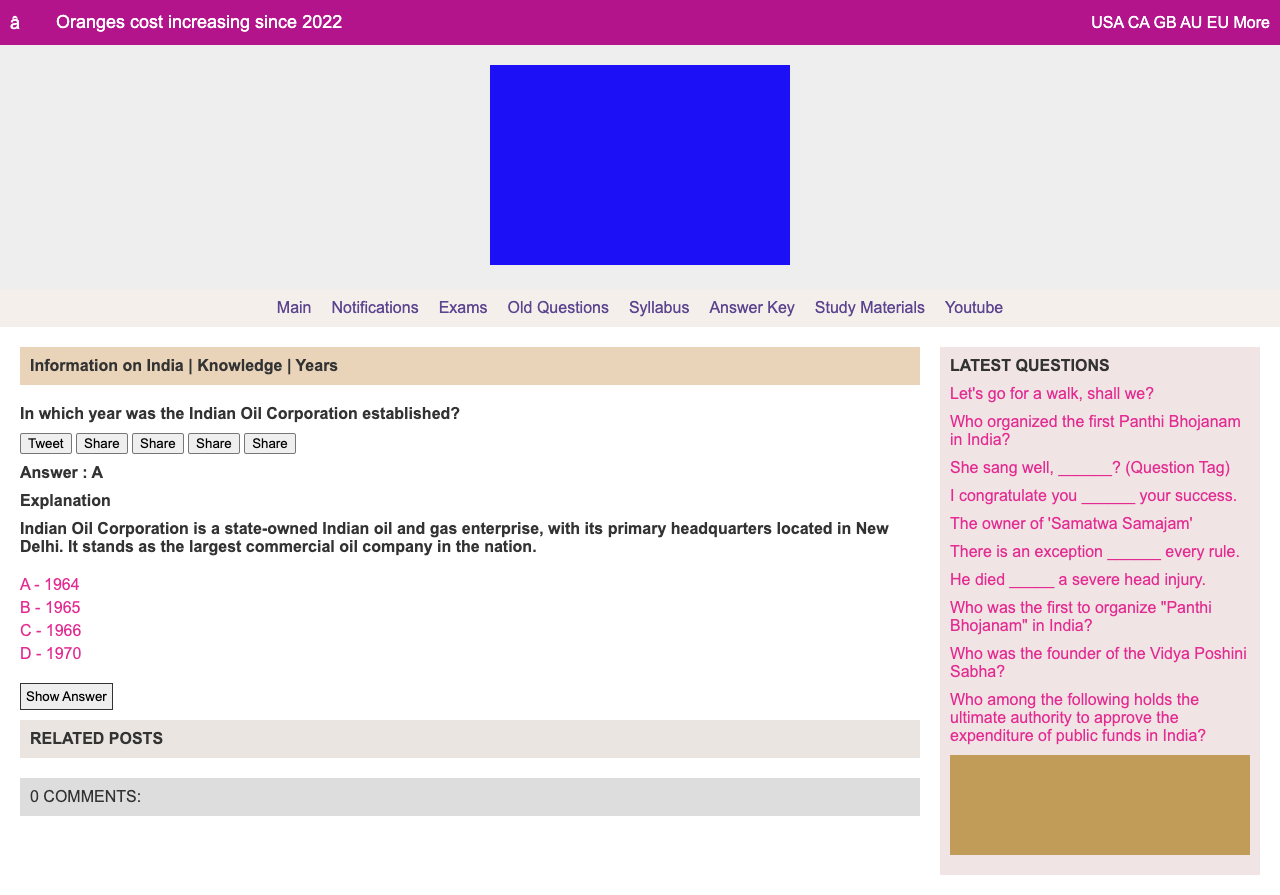 â Oranges cost increasing since 2022 USA CA GB AU EU More
Main Notifications Exams Old Questions Syllabus Answer Key Study Materials Youtube
Information on India | Knowledge | Years
In which year was the Indian Oil Corporation established?
Tweet Share Share Share Share
Answer : A
Explanation
Indian Oil Corporation is a state-owned Indian oil and gas enterprise, with its primary headquarters located in New
Delhi. It stands as the largest commercial oil company in the nation.
A - 1964
B - 1965
C - 1966
D - 1970
Show Answer
RELATED POSTS
0 COMMENTS:
LATEST QUESTIONS
Let's go for a walk, shall we?
Who organized the first Panthi Bhojanam
in India?
She sang well, ______? (Question Tag)
I congratulate you ______ your success.
The owner of 'Samatwa Samajam'
There is an exception ______ every rule.
He died _____ a severe head injury.
Who was the first to organize "Panthi
Bhojanam" in India?
Who was the founder of the Vidya Poshini
Sabha?
Who among the following holds the
ultimate authority to approve the
expenditure of public funds in India?